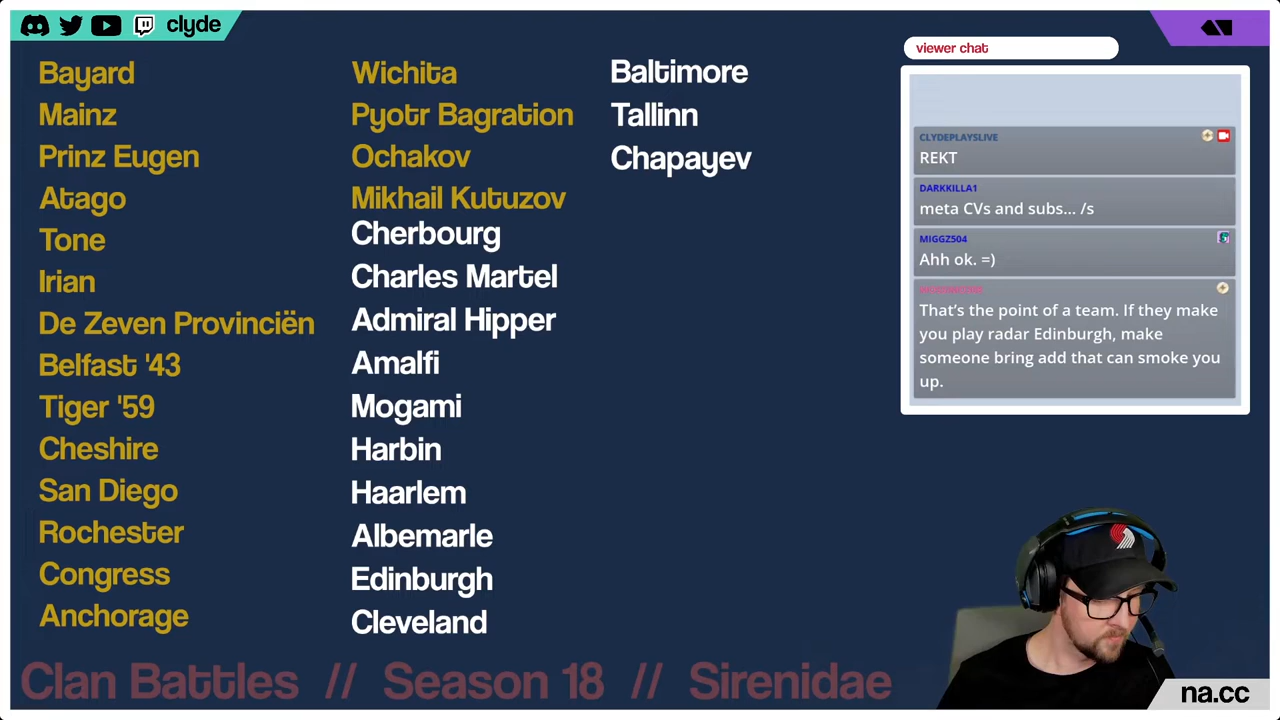 clyde
Bayard
Mainz
Prinz Eugen
Atago
Tone
Irian
De Zeven Provinciën
Belfast '43
Tiger '59
Cheshire
San Diego
Rochester
Congress
Anchorage
Wichita
Pyotr Bagration
Ochakov
Mikhail Kutuzov
Cherbourg
Charles Martel
Admiral Hipper
Amalfi
Mogami
Harbin
Haarlem
Albemarle
Edinburgh
Cleveland
Baltimore
Tallinn
Chapayev
viewer chat
CLYDEPLAYSLIVE
REKT
DARKKILLA1
meta CVs and subs... /s
MIGGZ504
Ahh ok. =)
That's the point of a team. If they make
you play radar Edinburgh, make
someone bring add that can smoke you
up.
Clan Battles // Season 18 // Sirenidae
na.cc